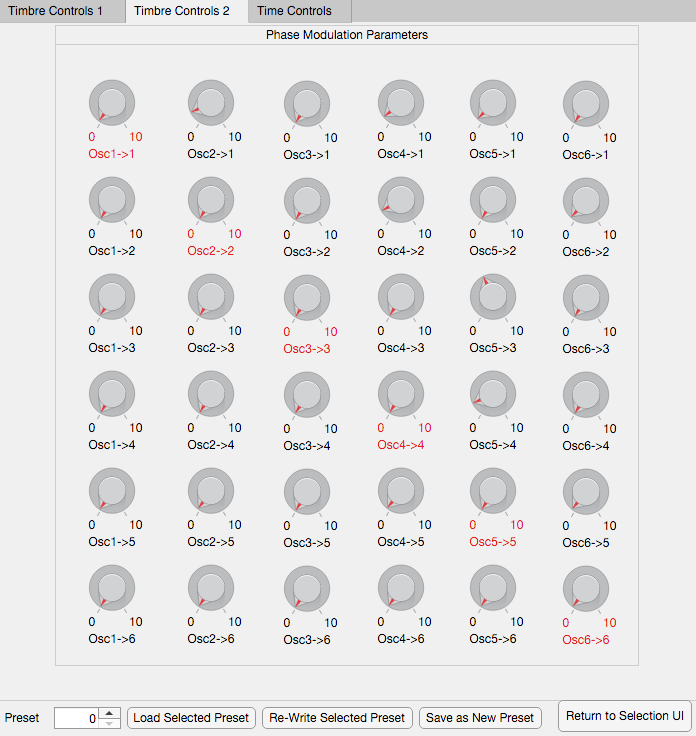 Timbre Controls 1 Timbre Controls 2 Time Controls
Phase Modulation Parameters
0 10 0 10 0 10 0 10 0 10 0 10
Osc1->1 Osc2->1 Osc3->1 Osc4->1 Osc5->1 Osc6->1
0 10 0 10 0 10 0 10 0 10 0 10
Osc1->2 Osc2->2 Osc3->2 Osc4->2 Osc5->2 Osc6->2
0 10 0 10 0 10 0 10 0 10 0 10
Osc1->3 Osc2->3 Osc3->3 Osc4->3 Osc5->3 Osc6->3
0 10 0 10 0 10 0 10 0 10 0 10
Osc1->4 Osc2->4 Osc3->4 Osc4->4 Osc5->4 Osc6->4
0 10 0 10 0 10 0 10 0 10 0 10
Osc1->5 Osc2->5 Osc3->5 Osc4->5 Osc5->5 Osc6->5
0 10 0 10 0 10 0 10 0 10 0 10
Osc1->6 Osc2->6 Osc3->6 Osc4->6 Osc5->6 Osc6->6
Preset 0 Load Selected Preset Re-Write Selected Preset Save as New Preset Return to Selection UI